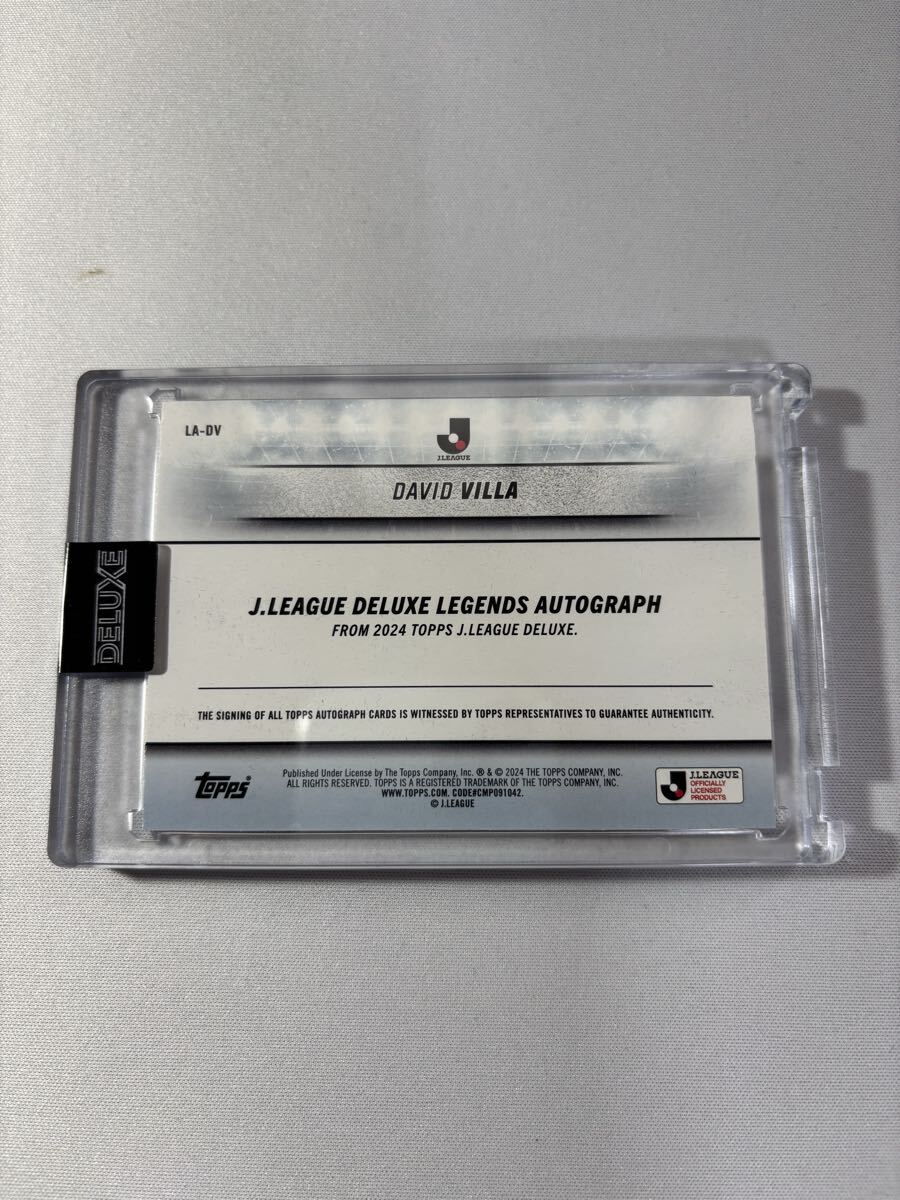 LA-DV
J.LEAGUE
DAVID VILLA
DELUXE
J.LEAGUE DELUXE LEGENDS AUTOGRAPH
FROM 2024 TOPPS J.LEAGUE DELUXE.
THE SIGNING OF ALL TOPPS AUTOGRAPH CARDS IS WITNESSED BY TOPPS REPRESENTATIVES TO GUARANTEE AUTHENTICITY.
topps®
Published Under License by The Topps Company, Inc. ® & © 2024 THE TOPPS COMPANY, INC.
ALL RIGHTS RESERVED. TOPPS IS A REGISTERED TRADEMARK OF THE TOPPS COMPANY, INC.
WWW.TOPPS.COM. CODE#CMP091042.
© J.LEAGUE
J.LEAGUE
OFFICIALLY
LICENSED
PRODUCTS